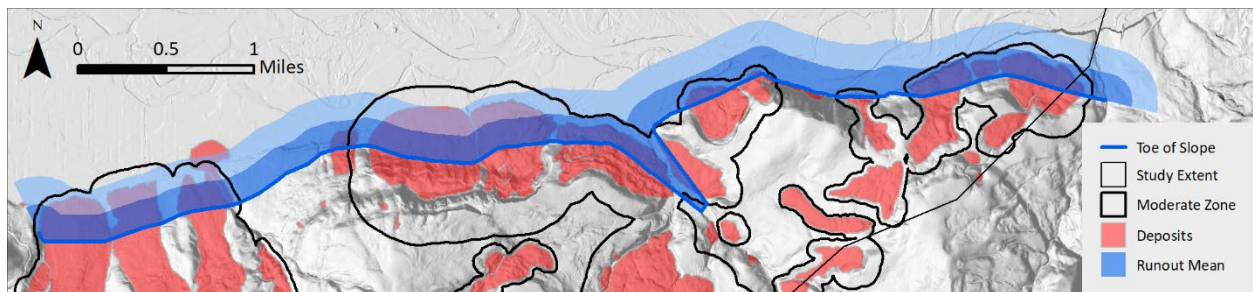 N
0 0.5 1
Miles
Toe of Slope
Study Extent
Moderate Zone
Deposits
Runout Mean